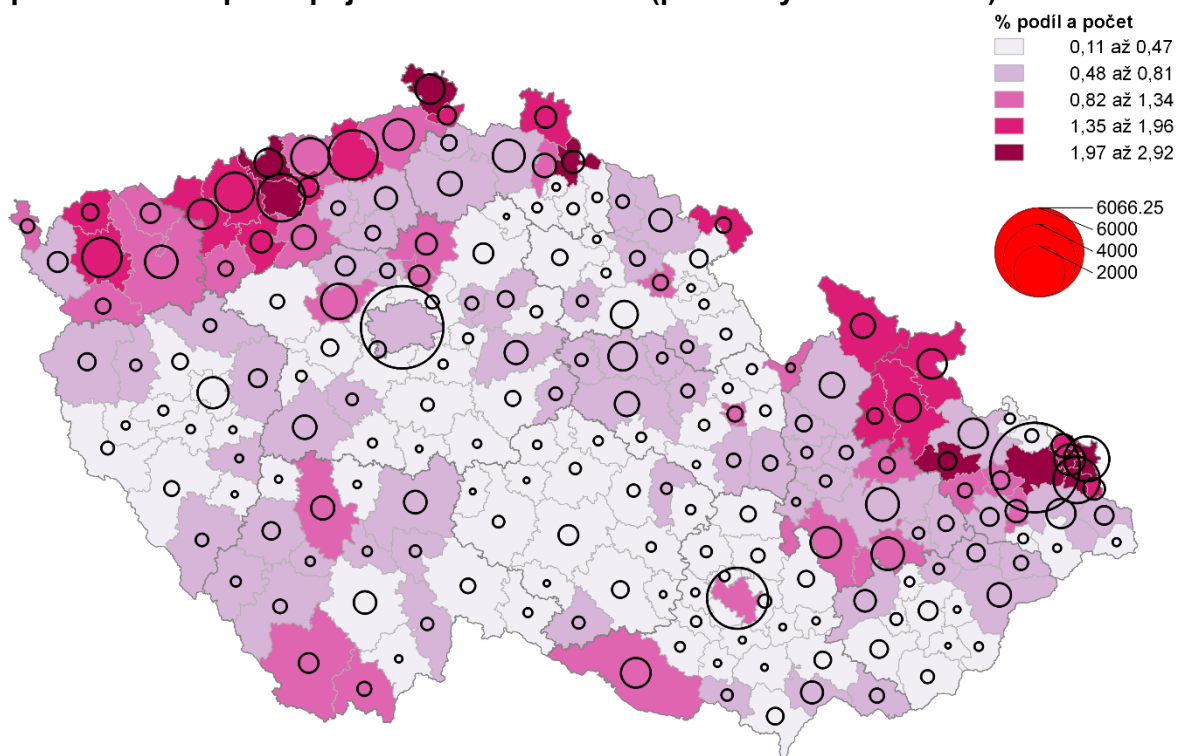 % podíl a počet
0,11 až 0,47
0,48 až 0,81
0,82 až 1,34
1,35 až 1,96
1,97 až 2,92
6066.25
6000
4000
2000